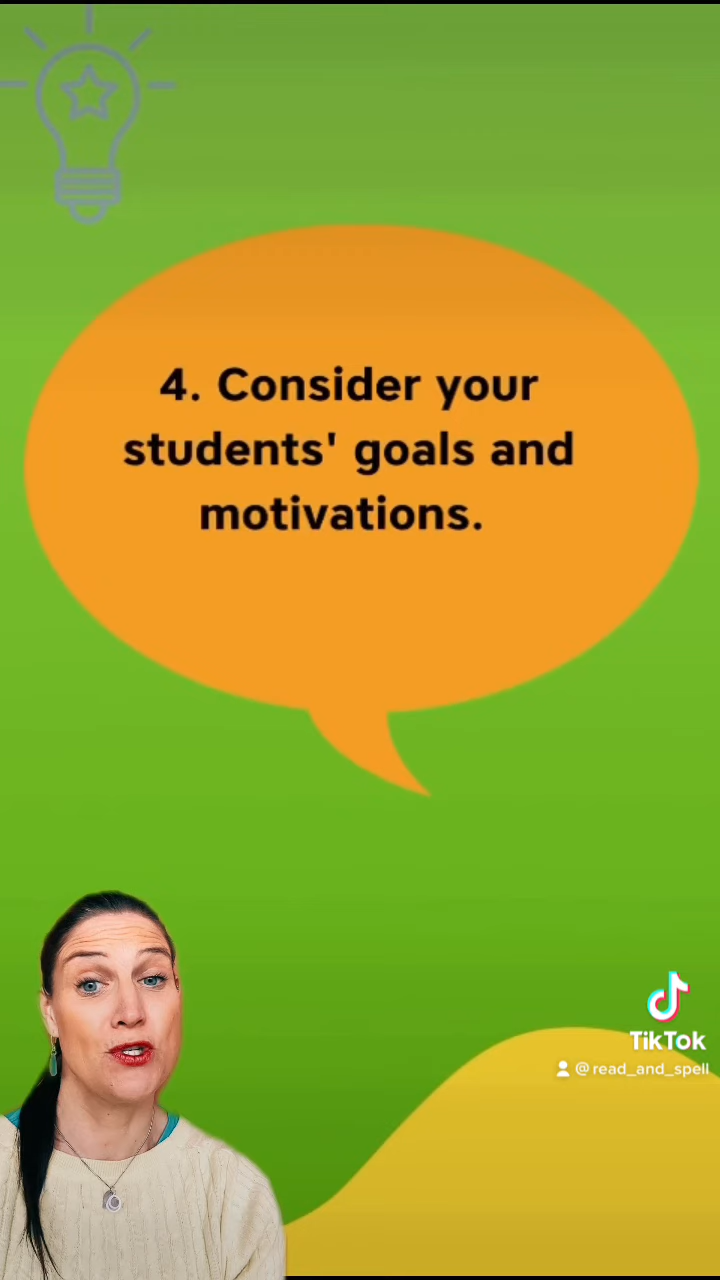 4. Consider your
students' goals and
motivations.
TikTok
@read_and_spell